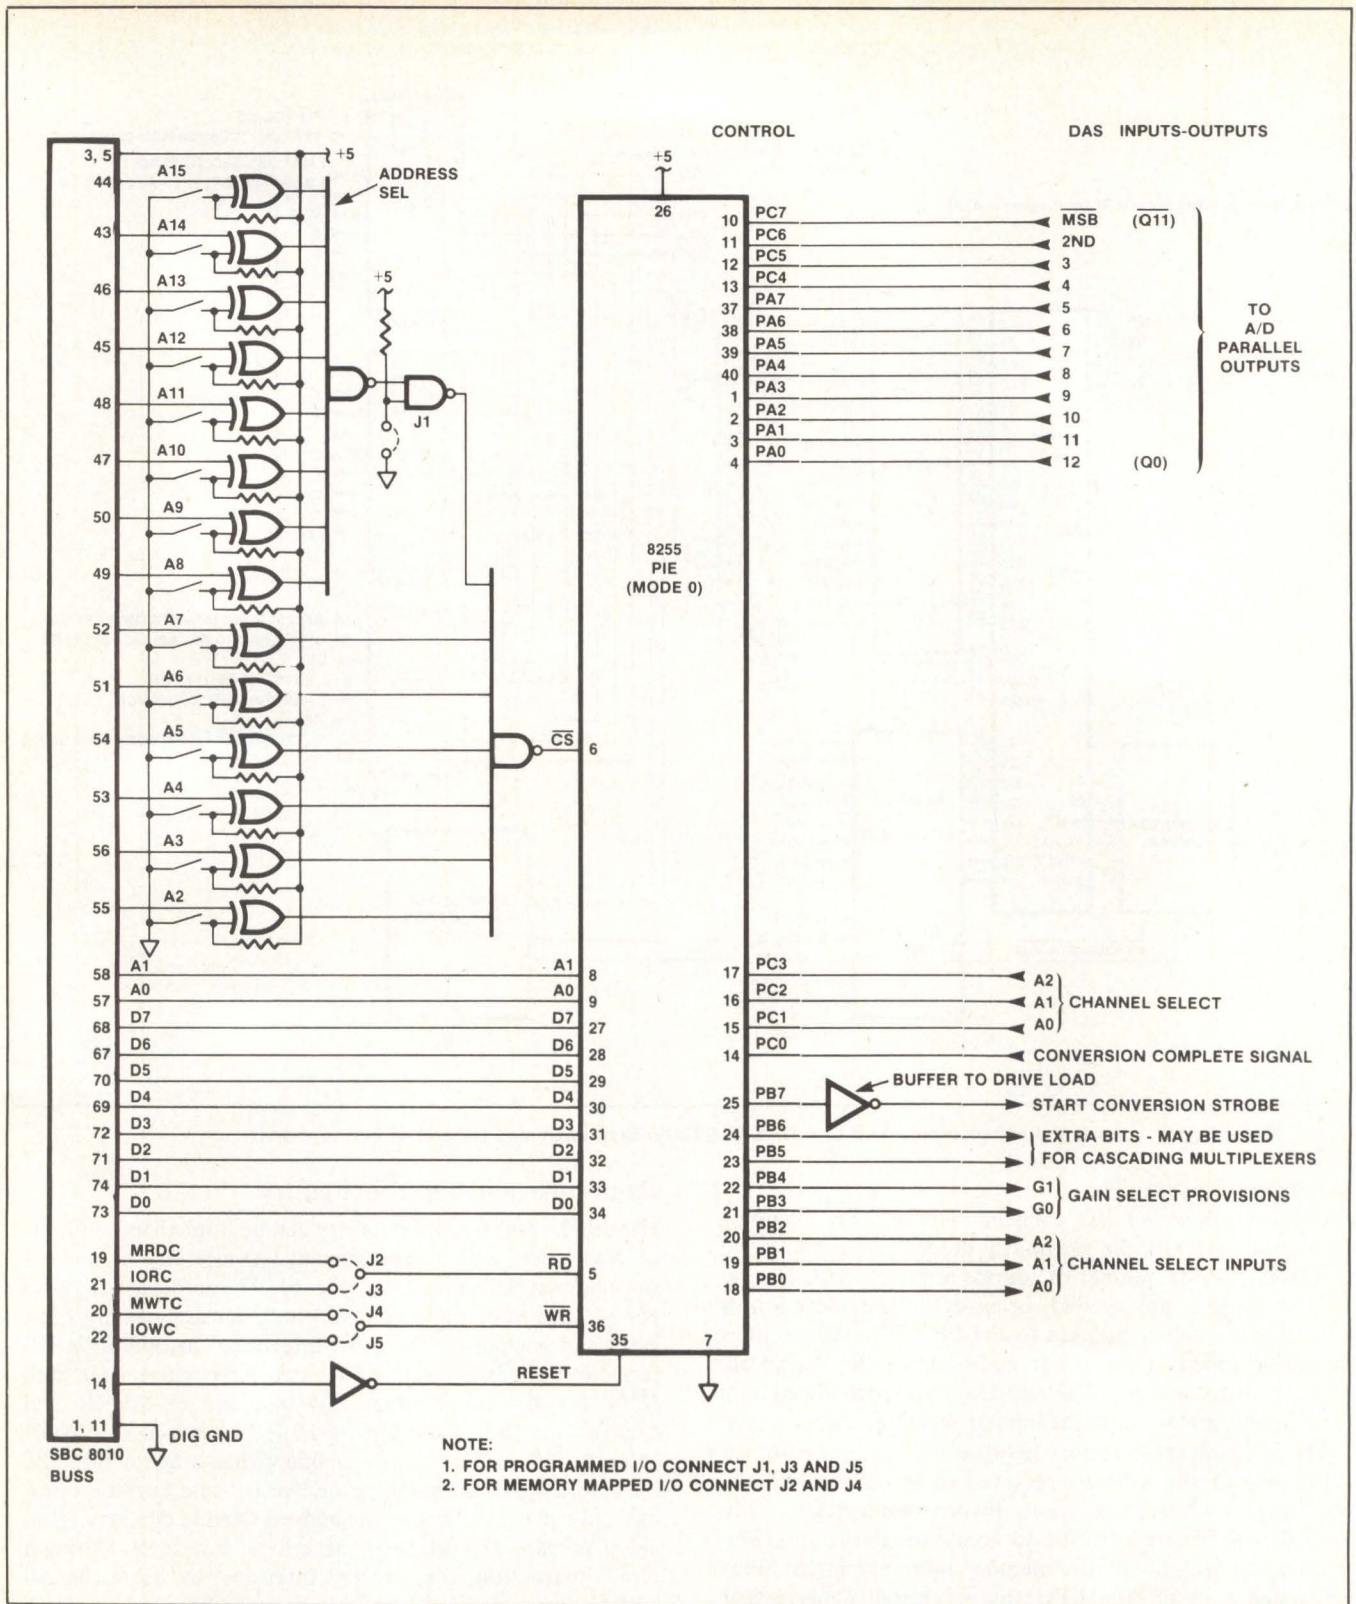 CONTROL
DAS INPUTS-OUTPUTS
3, 5
+5
ADDRESS
SEL
44 A15
43 A14
46 A13
45 A12
48 A11
47 A10
50 A9
49 A8
52 A7
51 A6
54 A5
53 A4
56 A3
55 A2
+5
J1
+5
26
8255
PIE
(MODE 0)
CS
6
10 PC7 MSB (Q11)
11 PC6 2ND
12 PC5 3
13 PC4 4
37 PA7 5
38 PA6 6
39 PA5 7
40 PA4 8
1 PA3 9
2 PA2 10
3 PA1 11
4 PA0 12 (Q0)
TO
A/D
PARALLEL
OUTPUTS
58 A1 A1 8
57 A0 A0 9
68 D7 D7 27
67 D6 D6 28
70 D5 D5 29
69 D4 D4 30
72 D3 D3 31
71 D2 D2 32
74 D1 D1 33
73 D0 D0 34
19 MRDC J2
RD 5
21 IORC J3
20 MWTC J4
WR 36
22 IOWC J5
14 RESET 35
7
1, 11
DIG GND
SBC 8010
BUSS
17 PC3 A2
16 PC2 A1 CHANNEL SELECT
15 PC1 A0
14 PC0 CONVERSION COMPLETE SIGNAL
BUFFER TO DRIVE LOAD
25 PB7 START CONVERSION STROBE
24 PB6 EXTRA BITS - MAY BE USED
23 PB5 FOR CASCADING MULTIPLEXERS
22 PB4 G1 GAIN SELECT PROVISIONS
21 PB3 G0
20 PB2 A2
19 PB1 A1 CHANNEL SELECT INPUTS
18 PB0 A0
NOTE:
1. FOR PROGRAMMED I/O CONNECT J1, J3 AND J5
2. FOR MEMORY MAPPED I/O CONNECT J2 AND J4